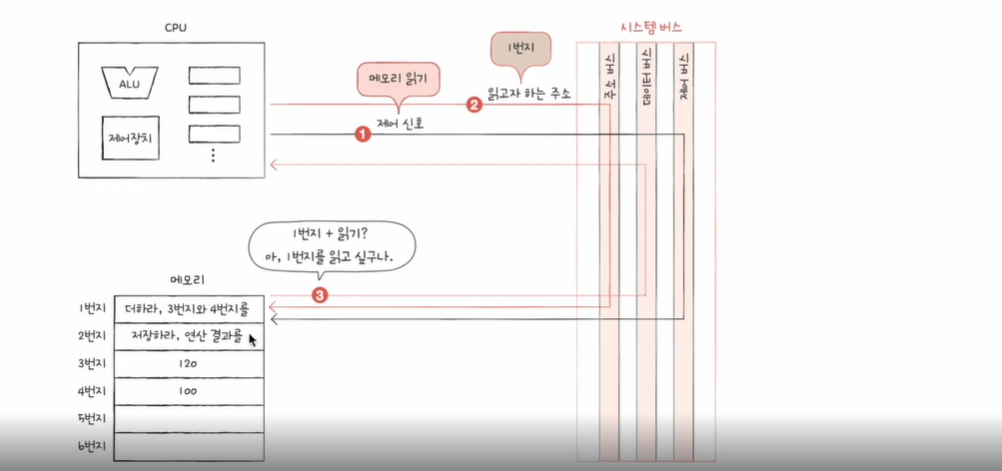 CPU
시스템 버스
ALU
제어장치
메모리 읽기
1번지
② 읽고자 하는 주소
① 제어 신호
주소 버스
데이터 버스
제어 버스
1번지 + 읽기?
아, 1번지를 읽고 싶구나.
3
메모리
1번지 더하라, 3번지와 4번지를
2번지 저장하라, 연산 결과를
3번지 120
4번지 100
5번지
6번지